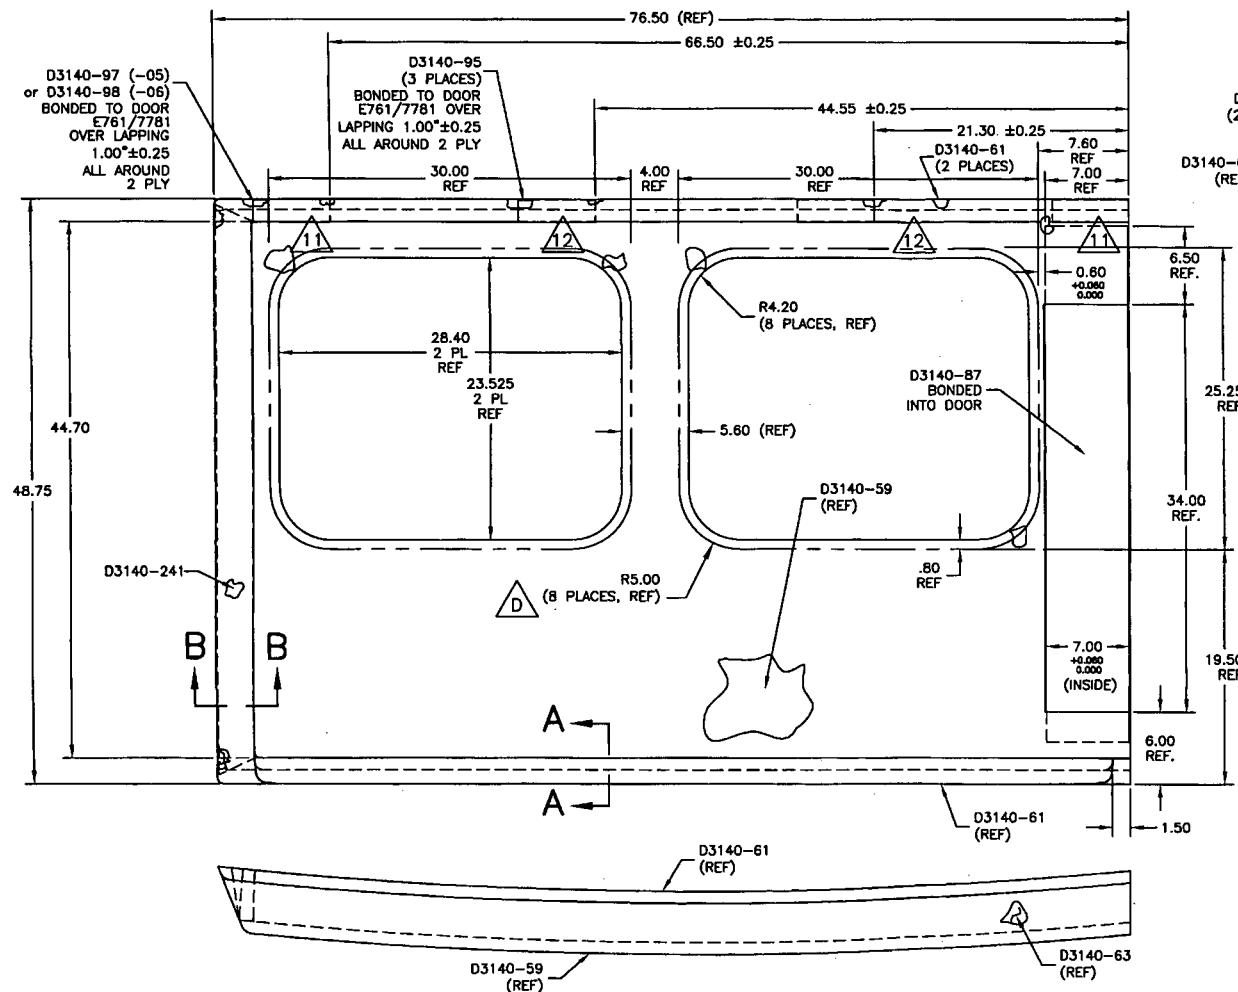 76.50 (REF)
66.50 ±0.25
D3140-97 (-05)
or D3140-98 (-06)
BONDED TO DOOR
E761/7781
OVER LAPPING
1.00"±0.25
ALL AROUND
2 PLY
D3140-95
(3 PLACES)
BONDED TO DOOR
E761/7781 OVER
LAPPING 1.00"±0.25
ALL AROUND 2 PLY
44.55 ±0.25
21.30 ±0.25
D3140-61
(2 PLACES)
7.60
REF
7.00
REF
30.00
REF
4.00
REF
30.00
REF
11
12
12
11
6.50
REF.
0.60
+0.060
0.000
R4.20
(8 PLACES, REF)
28.40
2 PL
REF
23.525
2 PL
REF
D3140-87
BONDED
INTO DOOR
25.25
44.70
5.60 (REF)
48.75
D3140-59
(REF)
34.00
REF.
D3140-241
.80
REF
R5.00
(8 PLACES, REF)
D
B
B
7.00
+0.060
0.000
(INSIDE)
19.50
A
6.00
REF.
A
D3140-61
(REF)
1.50
D3140-61
(REF)
D3140-59
(REF)
D3140-63
(REF)